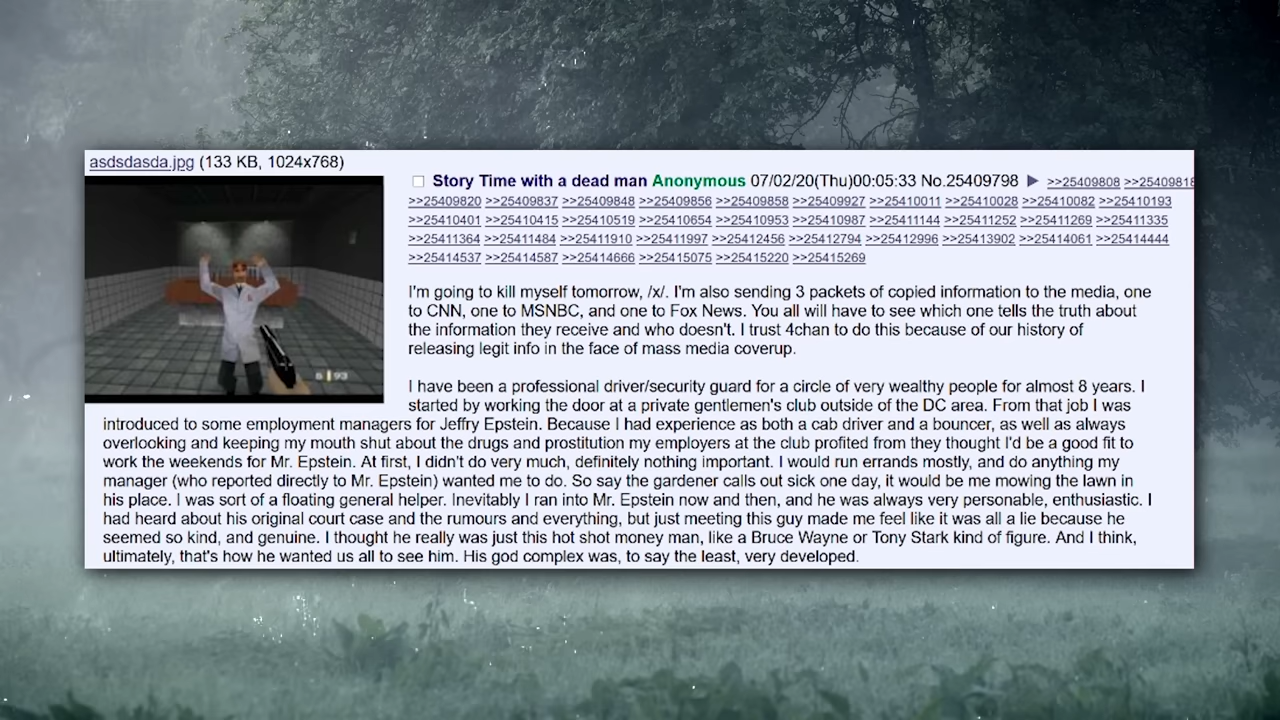 asdsdasda.jpg (133 KB, 1024x768)
Story Time with a dead man Anonymous 07/02/20(Thu)00:05:33 No.25409798 ▶ >>25409808 >>25409818
>>25409820 >>25409837 >>25409848 >>25409856 >>25409858 >>25409927 >>25410011 >>25410028 >>25410082 >>25410193
>>25410401 >>25410415 >>25410519 >>25410654 >>25410953 >>25410987 >>25411144 >>25411252 >>25411269 >>25411335
>>25411364 >>25411484 >>25411910 >>25411997 >>25412456 >>25412794 >>25412996 >>25413902 >>25414061 >>25414444
>>25414537 >>25414587 >>25414666 >>25415075 >>25415220 >>25415269
I'm going to kill myself tomorrow, /x/. I'm also sending 3 packets of copied information to the media, one
to CNN, one to MSNBC, and one to Fox News. You all will have to see which one tells the truth about
the information they receive and who doesn't. I trust 4chan to do this because of our history of
releasing legit info in the face of mass media coverup.
I have been a professional driver/security guard for a circle of very wealthy people for almost 8 years. I
started by working the door at a private gentlemen's club outside of the DC area. From that job I was
introduced to some employment managers for Jeffry Epstein. Because I had experience as both a cab driver and a bouncer, as well as always
overlooking and keeping my mouth shut about the drugs and prostitution my employers at the club profited from they thought I'd be a good fit to
work the weekends for Mr. Epstein. At first, I didn't do very much, definitely nothing important. I would run errands mostly, and do anything my
manager (who reported directly to Mr. Epstein) wanted me to do. So say the gardener calls out sick one day, it would be me mowing the lawn in
his place. I was sort of a floating general helper. Inevitably I ran into Mr. Epstein now and then, and he was always very personable, enthusiastic. I
had heard about his original court case and the rumours and everything, but just meeting this guy made me feel like it was all a lie because he
seemed so kind, and genuine. I thought he really was just this hot shot money man, like a Bruce Wayne or Tony Stark kind of figure. And I think,
ultimately, that's how he wanted us all to see him. His god complex was, to say the least, very developed.